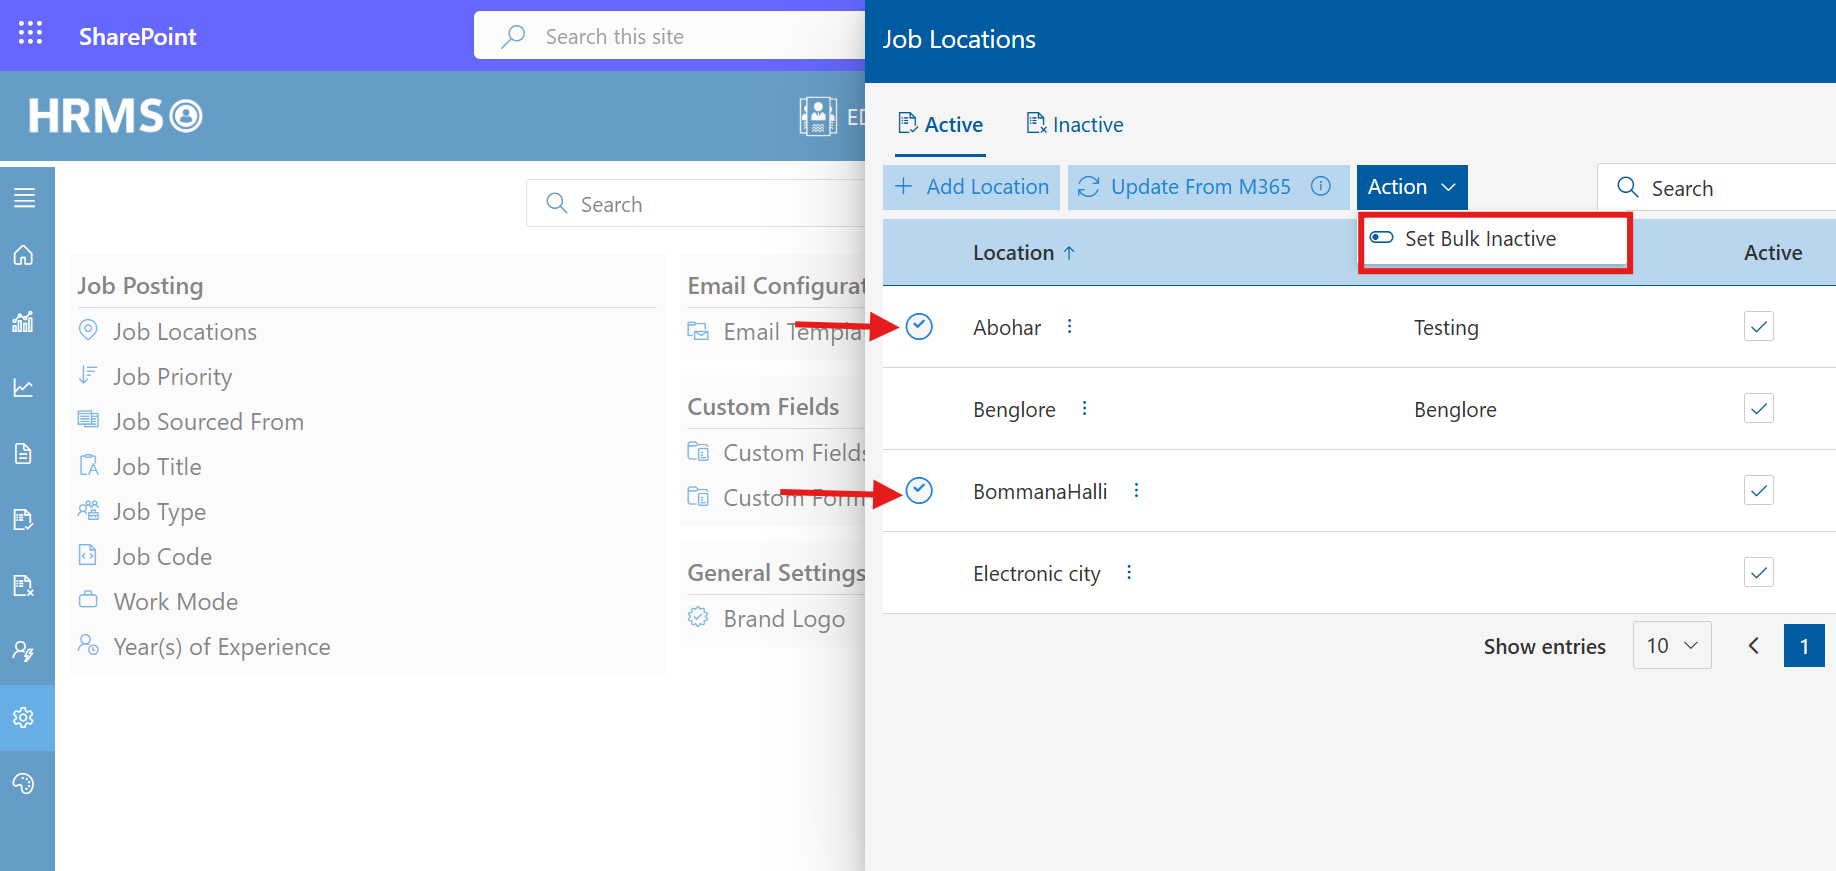 SharePoint
Search this site
Job Locations
HRMS
Active
Inactive
Add Location
Update From M365
Action
Search
Set Bulk Inactive
Search
Location ↑
Active
Job Posting
Job Locations
Job Priority
Job Sourced From
Job Title
Job Type
Job Code
Work Mode
Year(s) of Experience
Email Configurat
Email Templa
Custom Fields
Custom Fields
Custom Form
General Settings
Brand Logo
Abohar
Testing
Benglore
Benglore
BommanaHalli
Electronic city
Show entries
10
1